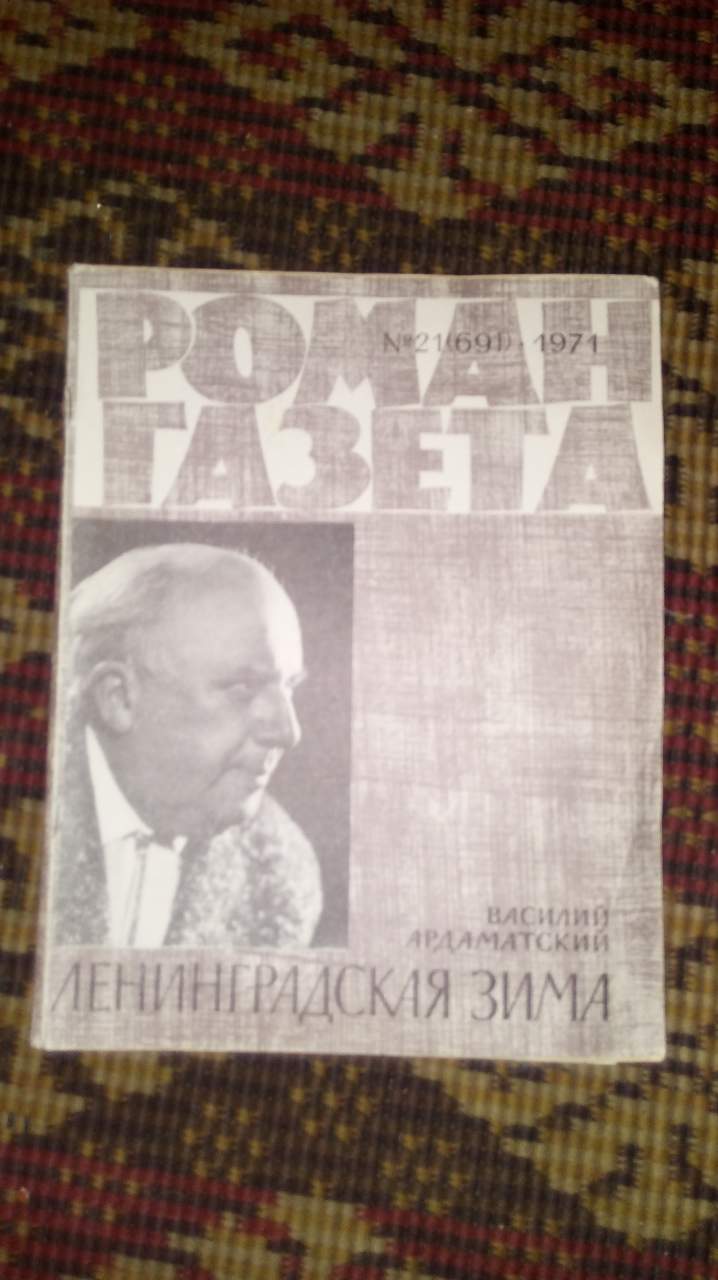 РОМАН
№21(691)·1971
ГАЗЕТА
ВАСИЛИЙ
АРДАМАТСКИЙ
ЛЕНИНГРАДСКАЯ ЗИМА